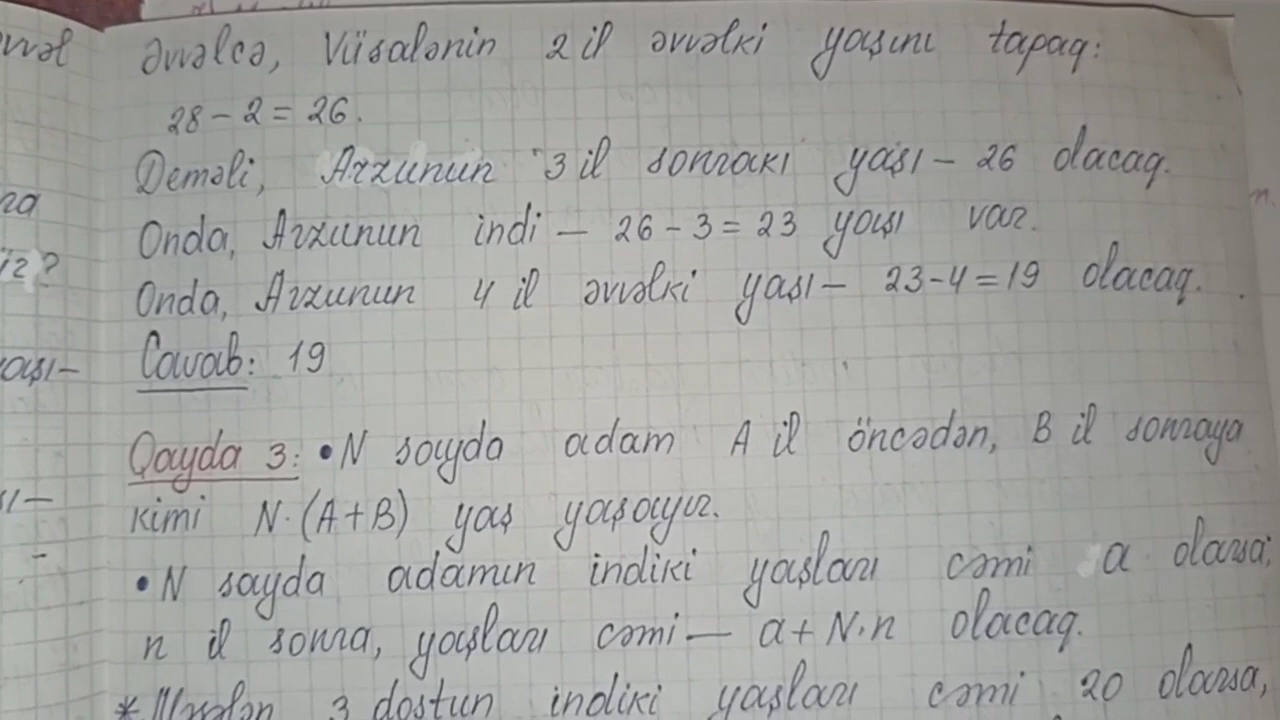 əvvəl
Əvvəlcə, Vüsalənin 2 il əvvəlki yaşını tapaq:
28 - 2 = 26.
Deməli, Arzunun 3 il sonrakı yaşı - 26 olacaq.
Onda, Arzunun indi - 26 - 3 = 23 yaşı var.
Onda, Arzunun 4 il əvvəlki yaşı - 23-4=19 olacaq.
Cavab: 19
Qayda 3: • N sayda adam A il öncədən, B il sonraya
kimi N·(A+B) yaş yaşayır.
• N sayda adamın indiki yaşları cəmi a olarsa,
n il sonra, yaşları cəmi — a+N·n olacaq.
* Məsələn 3 dostun indiki yaşları cəmi 20 olarsa,